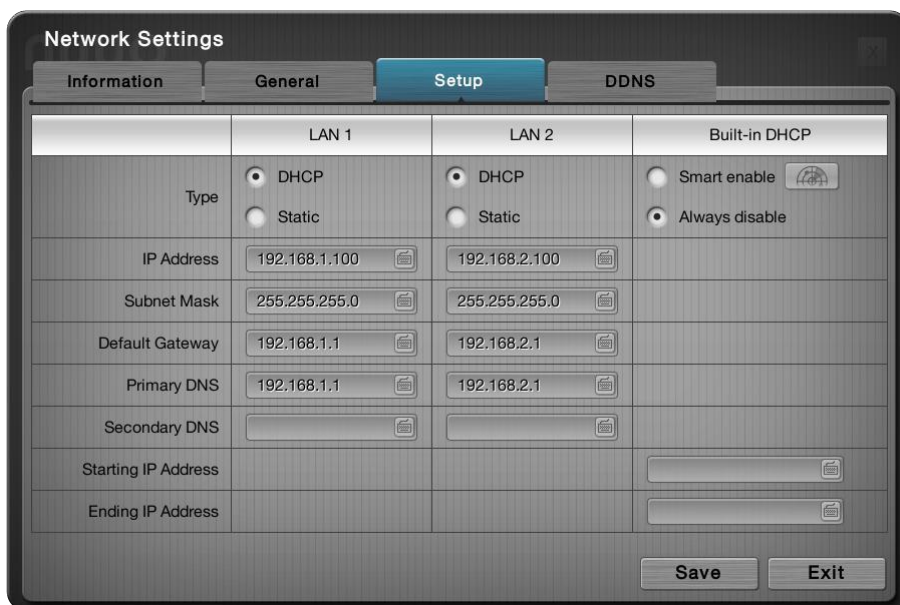 Network Settings
X
Information General Setup DDNS
LAN 1 LAN 2 Built-in DHCP
Type DHCP DHCP Smart enable
Static Static Always disable
IP Address 192.168.1.100 192.168.2.100
Subnet Mask 255.255.255.0 255.255.255.0
Default Gateway 192.168.1.1 192.168.2.1
Primary DNS 192.168.1.1 192.168.2.1
Secondary DNS
Starting IP Address
Ending IP Address
Save Exit